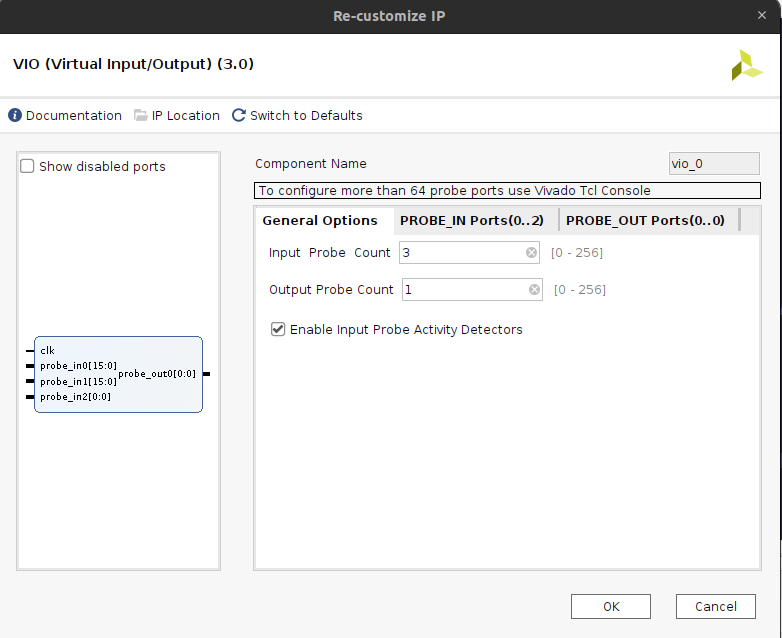 Re-customize IP
VIO (Virtual Input/Output) (3.0)
Documentation IP Location Switch to Defaults
Show disabled ports
clk
probe_in0[15:0]
probe_in1[15:0]
probe_in2[0:0]
probe_out0[0:0]
Component Name vio_0
To configure more than 64 probe ports use Vivado Tcl Console
General Options PROBE_IN Ports(0..2) PROBE_OUT Ports(0..0)
Input Probe Count 3 [0 - 256]
Output Probe Count 1 [0 - 256]
Enable Input Probe Activity Detectors
OK Cancel